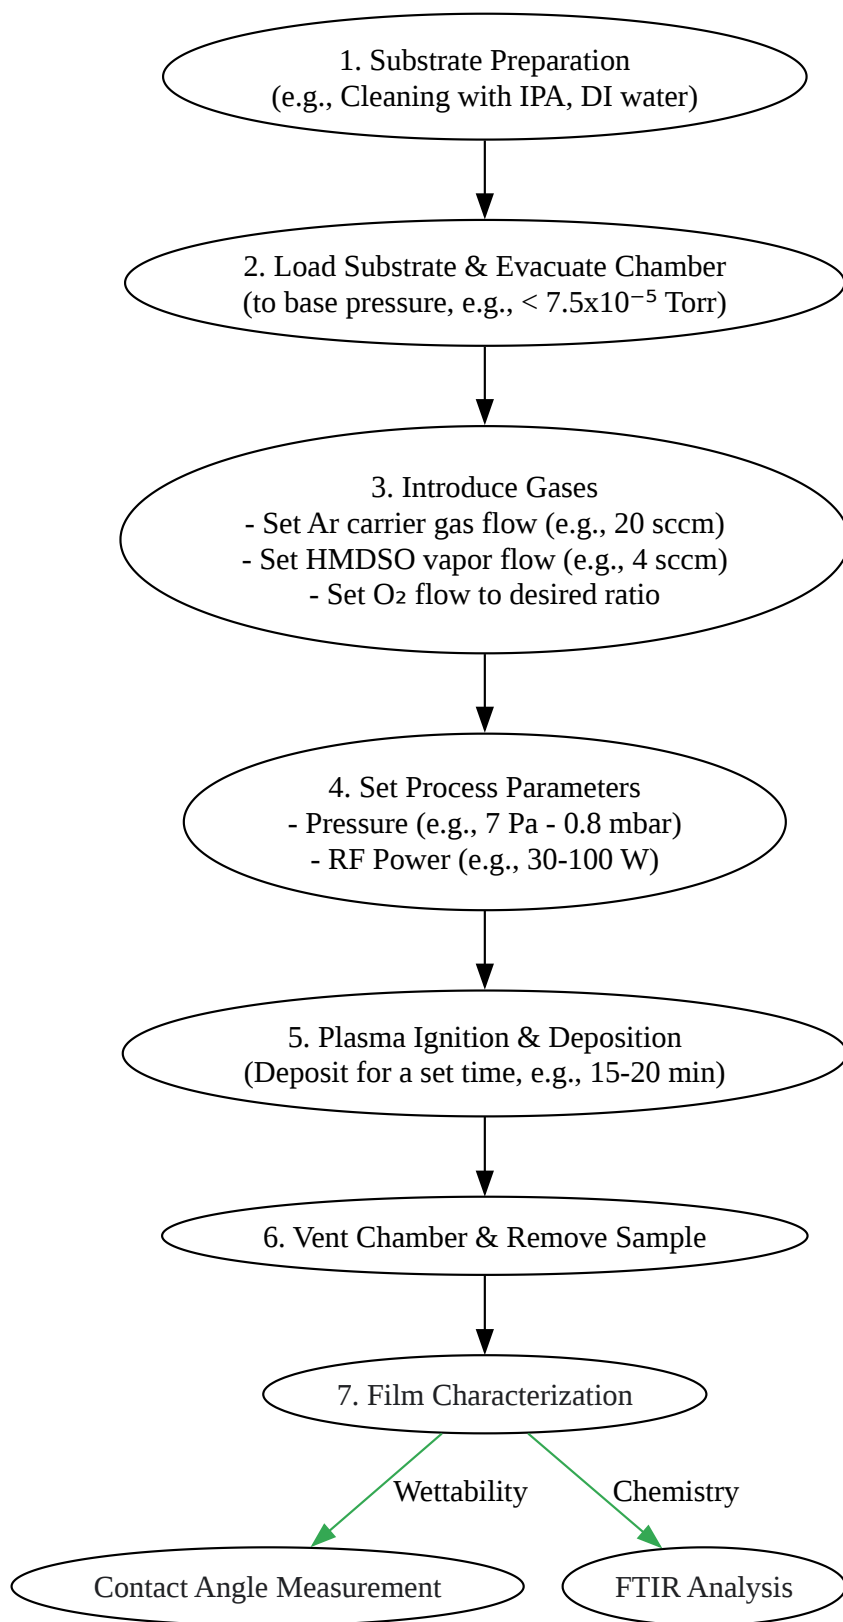 1. Substrate Preparation
(e.g., Cleaning with IPA, DI water)
2. Load Substrate & Evacuate Chamber
(to base pressure, e.g., < 7.5x10⁻⁵ Torr)
3. Introduce Gases
- Set Ar carrier gas flow (e.g., 20 sccm)
- Set HMDSO vapor flow (e.g., 4 sccm)
- Set O₂ flow to desired ratio
4. Set Process Parameters
- Pressure (e.g., 7 Pa - 0.8 mbar)
- RF Power (e.g., 30-100 W)
5. Plasma Ignition & Deposition
(Deposit for a set time, e.g., 15-20 min)
6. Vent Chamber & Remove Sample
7. Film Characterization
Wettability
Chemistry
Contact Angle Measurement
FTIR Analysis